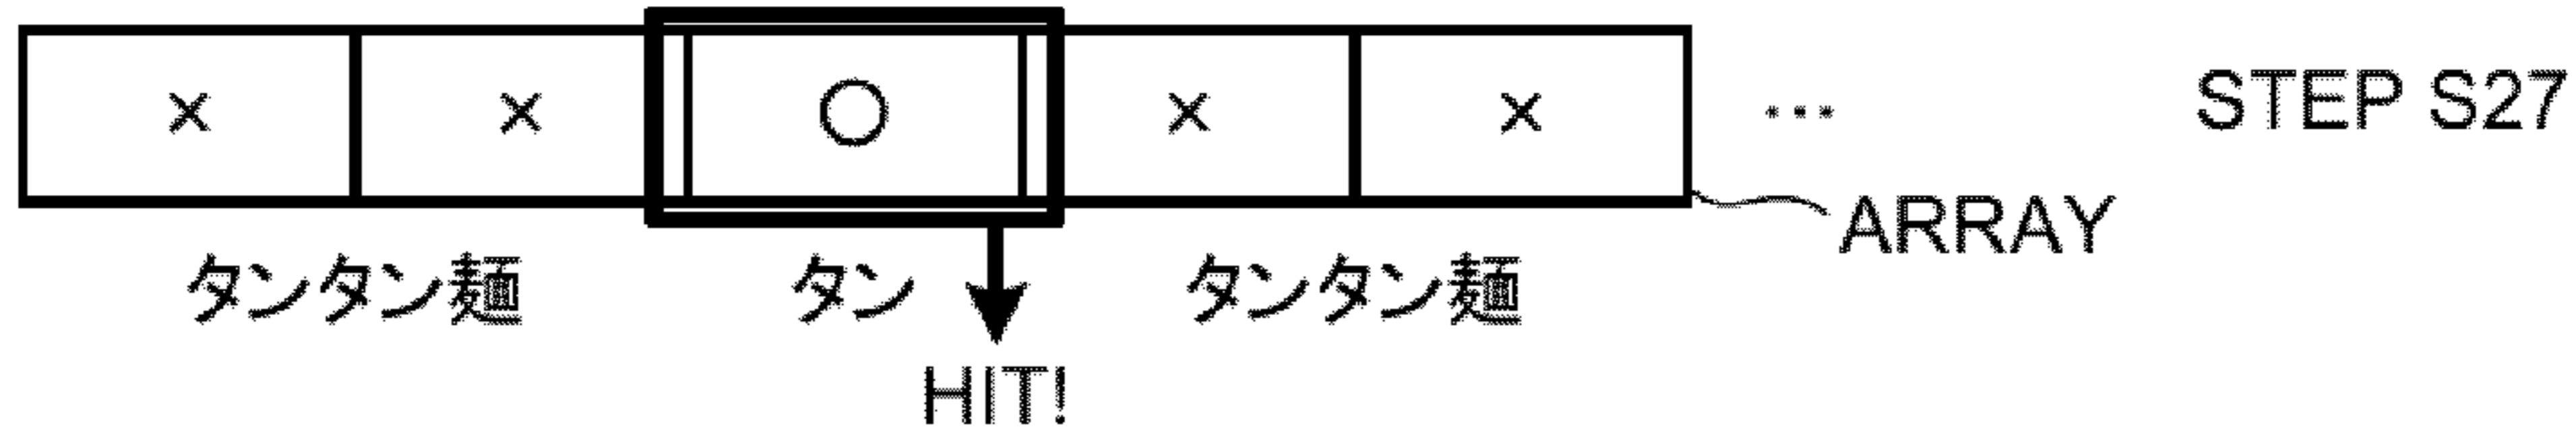 × × ○ × × ... STEP S27
ARRAY
タンタン麺 タン タンタン麺
HIT!